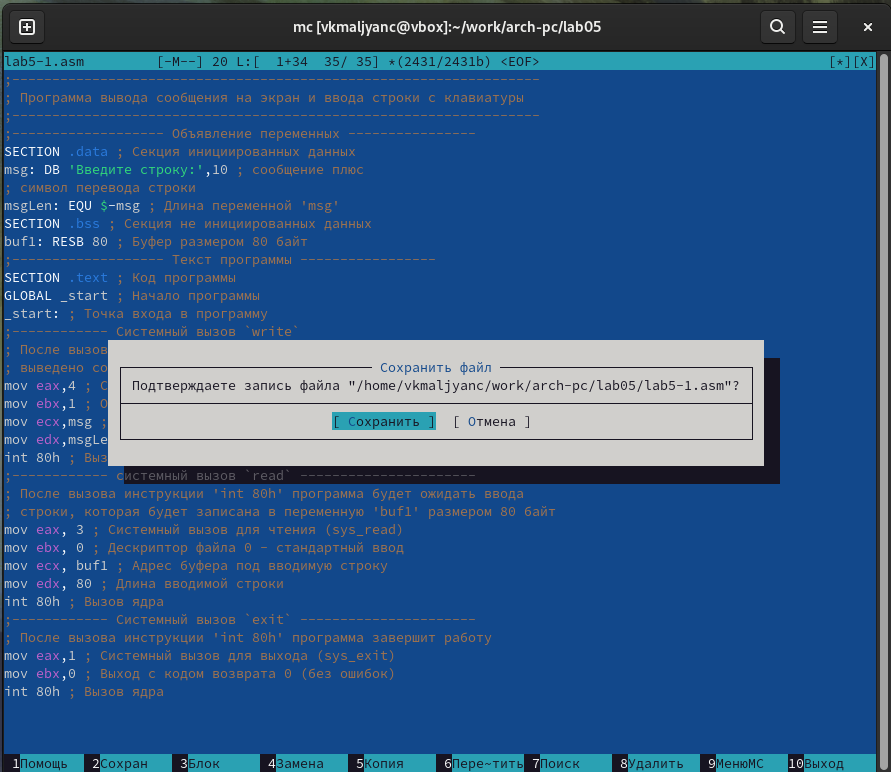 mc [vkmaljyanc@vbox]:~/work/arch-pc/lab05
lab5-1.asm [-M--] 20 L:[ 1+34 35/ 35] *(2431/2431b) <EOF> [*][X]
;------------------------------------------------------------------
; Программа вывода сообщения на экран и ввода строки с клавиатуры
;------------------------------------------------------------------
;------------------- Объявление переменных ----------------
SECTION .data ; Секция инициированных данных
msg: DB 'Введите строку:',10 ; сообщение плюс
; символ перевода строки
msgLen: EQU $-msg ; Длина переменной 'msg'
SECTION .bss ; Секция не инициированных данных
buf1: RESB 80 ; Буфер размером 80 байт
;------------------- Текст программы -----------------
SECTION .text ; Код программы
GLOBAL _start ; Начало программы
_start: ; Точка входа в программу
;------------ Системный вызов `write`
; После вызов
; выведено со
mov eax,4 ; С
mov ebx,1 ; О
mov ecx,msg ;
mov edx,msgLe
int 80h ; Выз
Сохранить файл
Подтверждаете запись файла "/home/vkmaljyanc/work/arch-pc/lab05/lab5-1.asm"?
[ Сохранить ] [ Отмена ]
;------------ системный вызов `read` ----------------------
; После вызова инструкции 'int 80h' программа будет ожидать ввода
; строки, которая будет записана в переменную 'buf1' размером 80 байт
mov eax, 3 ; Системный вызов для чтения (sys_read)
mov ebx, 0 ; Дескриптор файла 0 - стандартный ввод
mov ecx, buf1 ; Адрес буфера под вводимую строку
mov edx, 80 ; Длина вводимой строки
int 80h ; Вызов ядра
;------------ Системный вызов `exit` ----------------------
; После вызова инструкции 'int 80h' программа завершит работу
mov eax,1 ; Системный вызов для выхода (sys_exit)
mov ebx,0 ; Выход с кодом возврата 0 (без ошибок)
int 80h ; Вызов ядра
1Помощь 2Сохран 3Блок 4Замена 5Копия 6Пере~тить 7Поиск 8Удалить 9МенюMC 10Выход